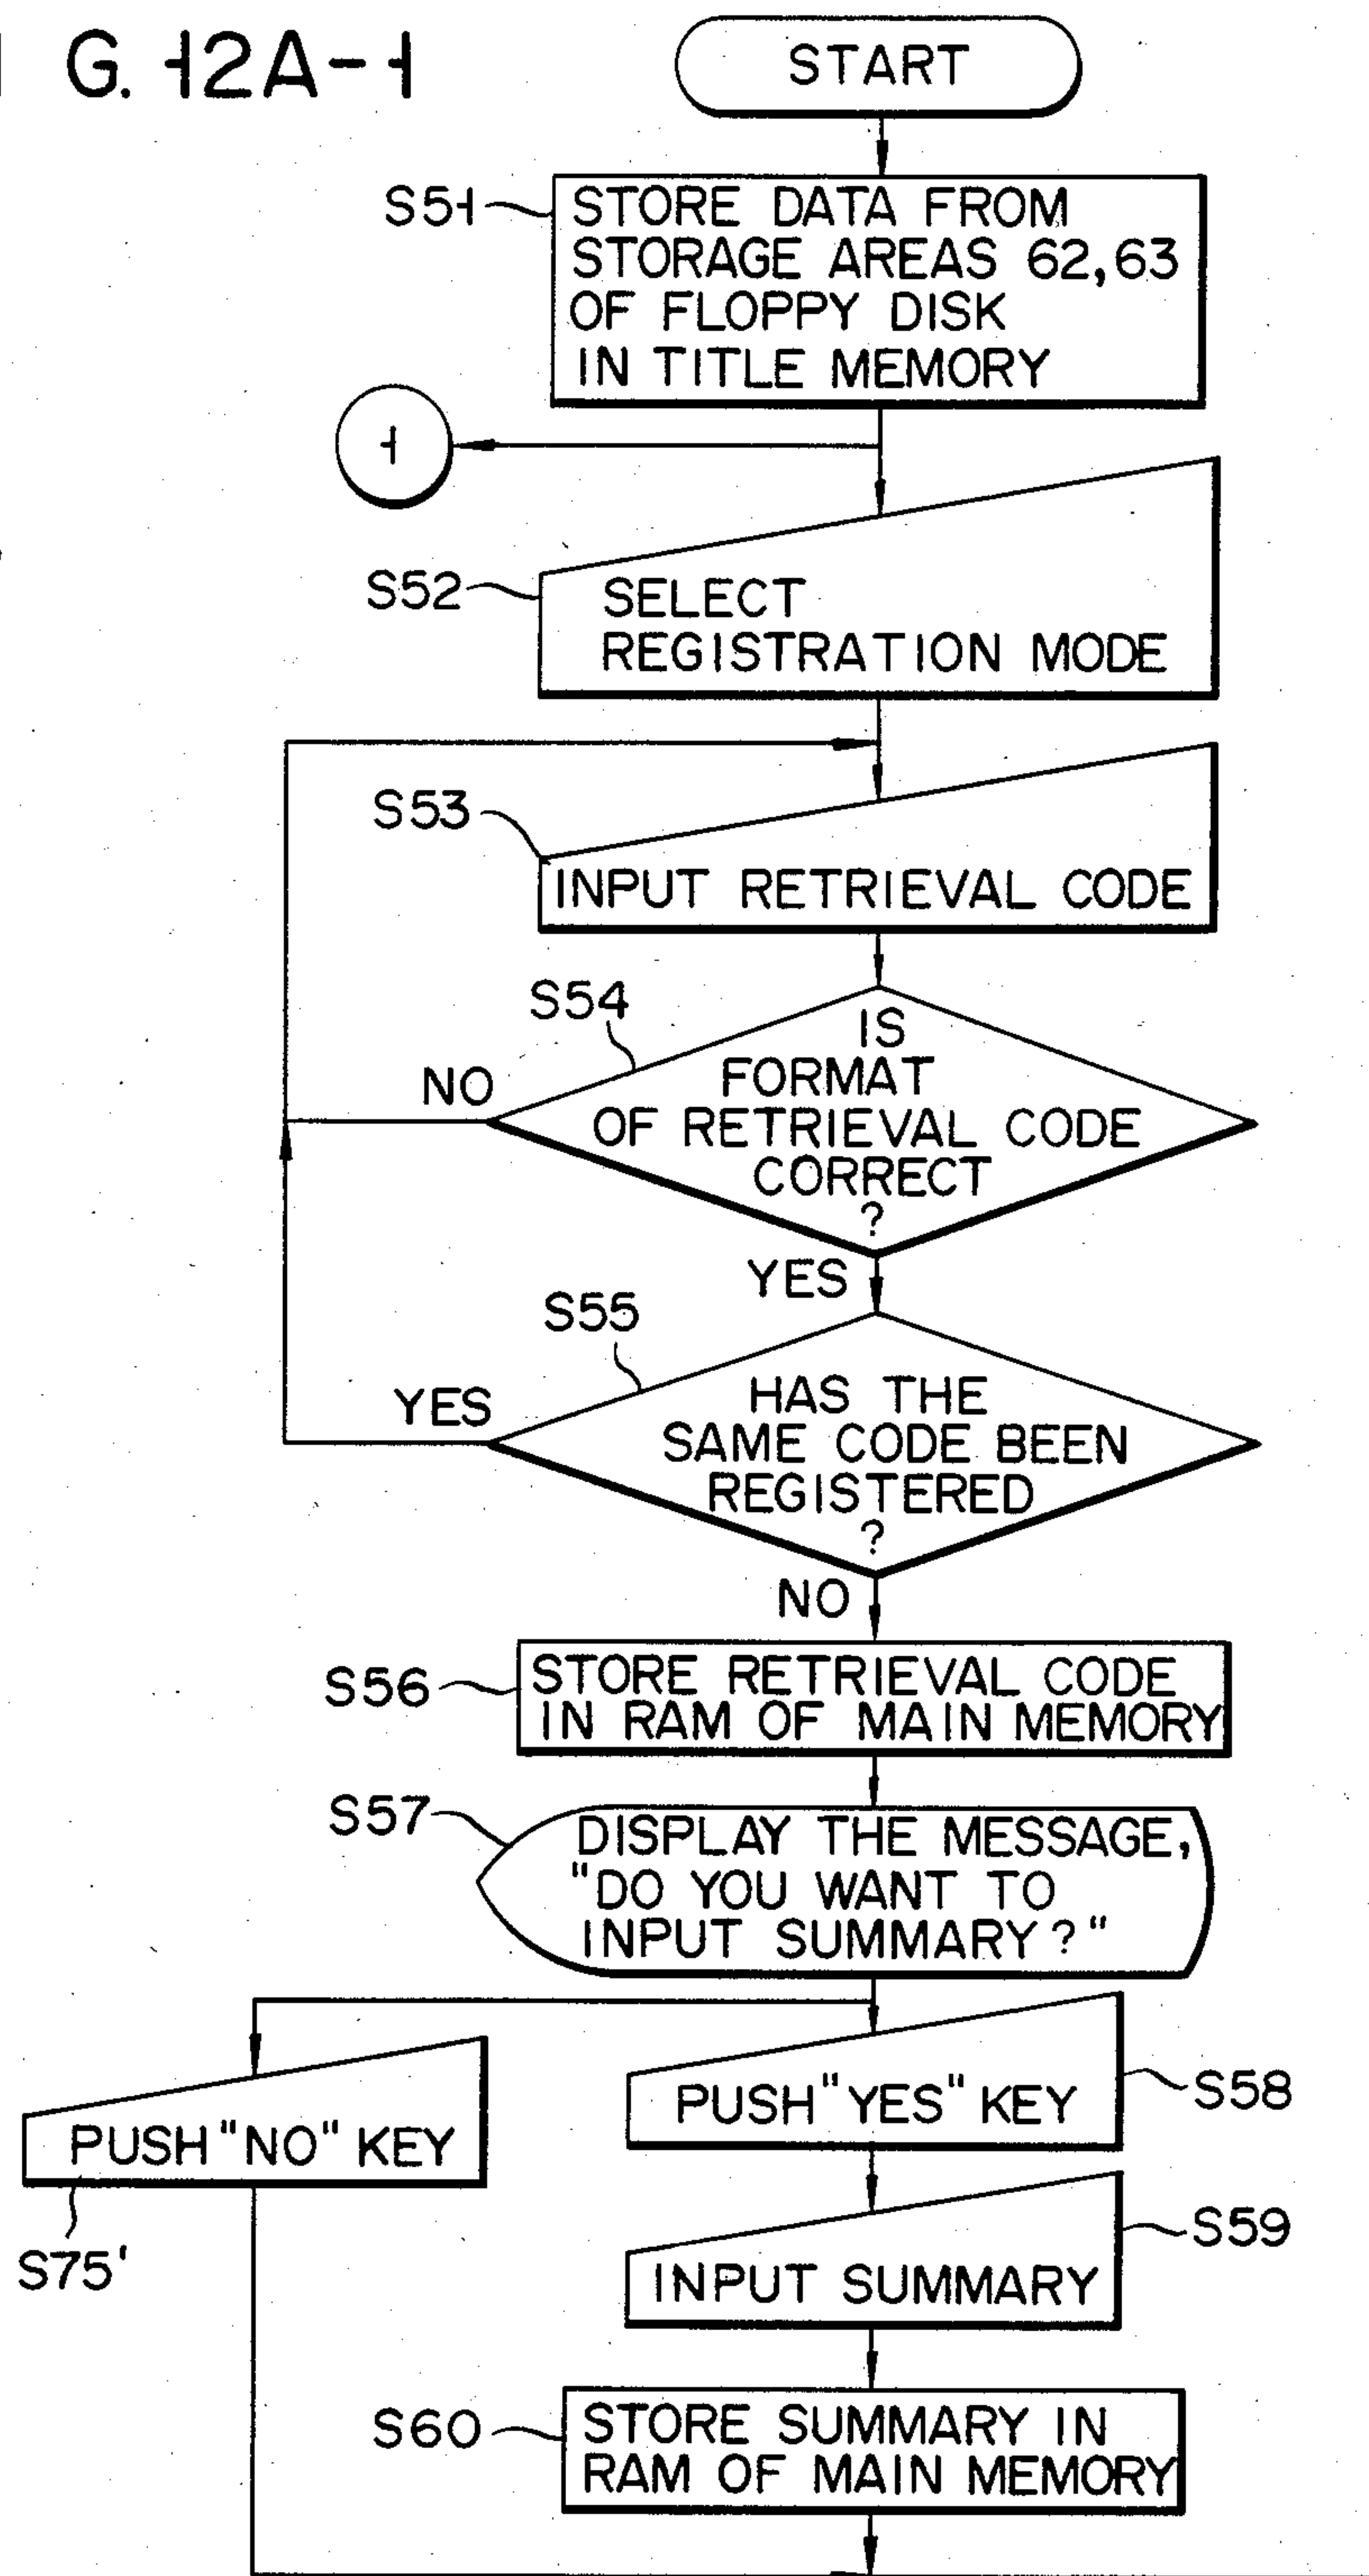 G. 12A-1
START
S51
STORE DATA FROM
STORAGE AREAS 62,63
OF FLOPPY DISK
IN TITLE MEMORY
1
S52
SELECT
REGISTRATION MODE
S53
INPUT RETRIEVAL CODE
S54
IS
FORMAT
OF RETRIEVAL CODE
CORRECT
?
NO
YES
S55
HAS THE
SAME CODE BEEN
REGISTERED
?
YES
NO
S56
STORE RETRIEVAL CODE
IN RAM OF MAIN MEMORY
S57
DISPLAY THE MESSAGE,
"DO YOU WANT TO
INPUT SUMMARY?"
PUSH "NO" KEY
S75'
PUSH "YES" KEY
S58
INPUT SUMMARY
S59
S60
STORE SUMMARY IN
RAM OF MAIN MEMORY